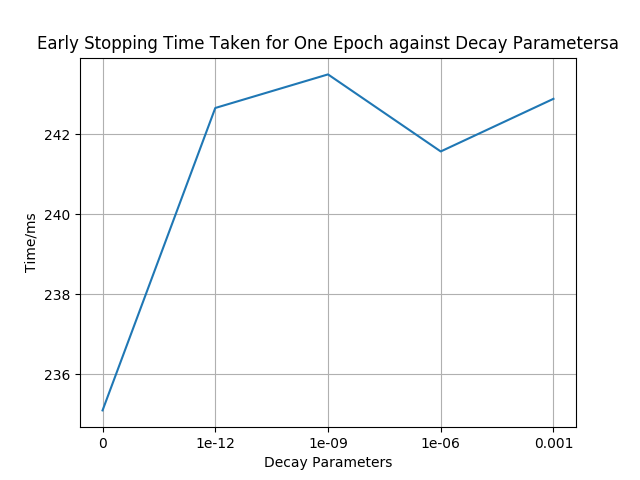 Early Stopping Time Taken for One Epoch against Decay Parametersa
Time/ms
242
240
238
236
0 1e-12 1e-09 1e-06 0.001
Decay Parameters